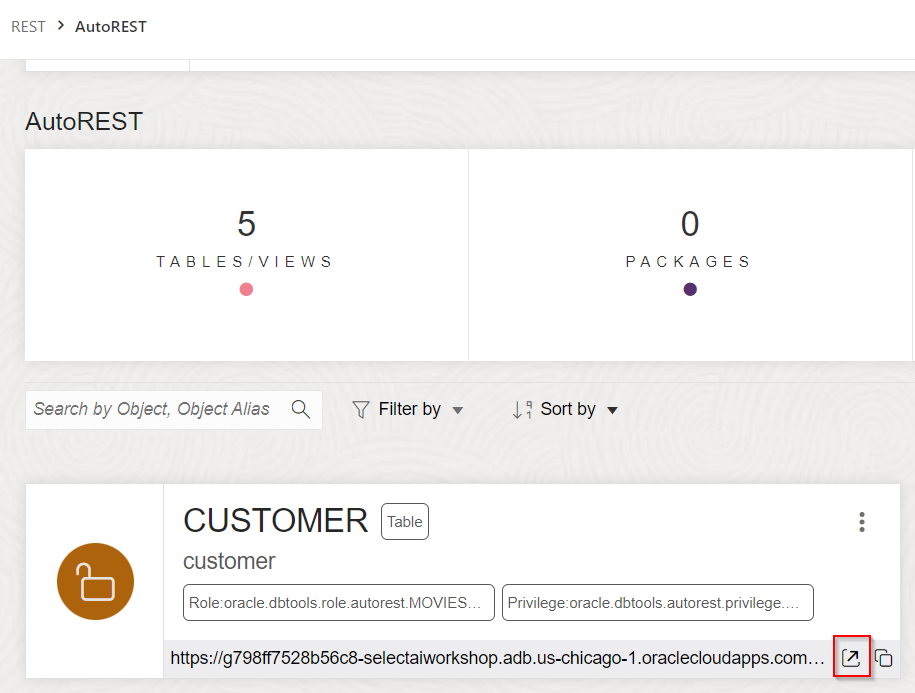 REST > AutoREST
AutoREST
5
TABLES/VIEWS
0
PACKAGES
Search by Object, Object Alias
Filter by
Sort by
CUSTOMER Table
customer
Role:oracle.dbtools.role.autorest.MOVIES...
Privilege:oracle.dbtools.autorest.privilege....
https://g798ff7528b56c8-selectaiworkshop.adb.us-chicago-1.oraclecloudapps.com...